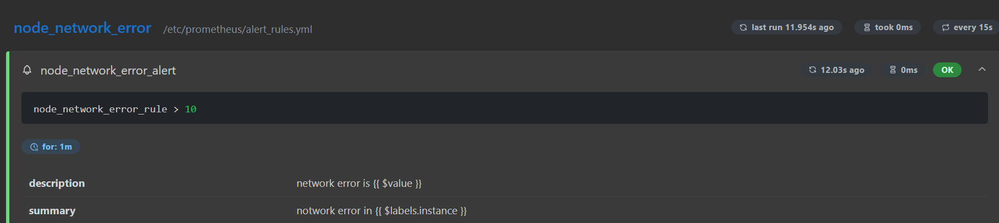 node_network_error /etc/prometheus/alert_rules.yml last run 11.954s ago took 0ms every 15s
node_network_error_alert 12.03s ago 0ms OK
node_network_error_rule > 10
for: 1m
description network error is {{ $value }}
summary notwork error in {{ $labels.instance }}